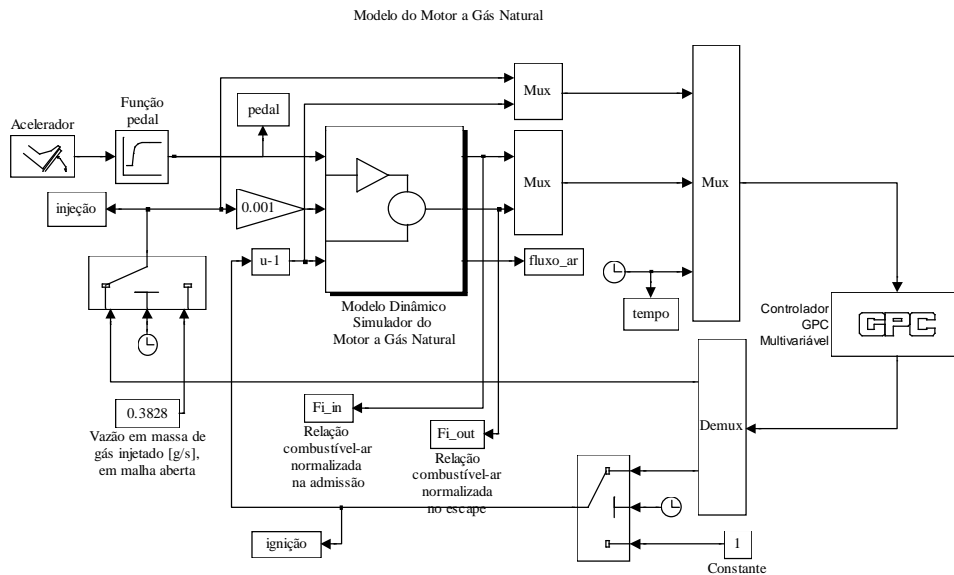 Modelo do Motor a Gás Natural
Mux
Função
pedal
pedal
Acelerador
Mux
Mux
injeção
0.001
u-1
fluxo_ar
Modelo Dinâmico
Simulador do
Motor a Gás Natural
tempo
Controlador
GPC
Multivariável
GPC
0.3828
Vazão em massa de
gás injetado [g/s],
em malha aberta
Fi_in
Relação
combustível-ar
normalizada
na admissão
Fi_out
Relação
combustível-ar
normalizada
no escape
Demux
ignição
1
Constante